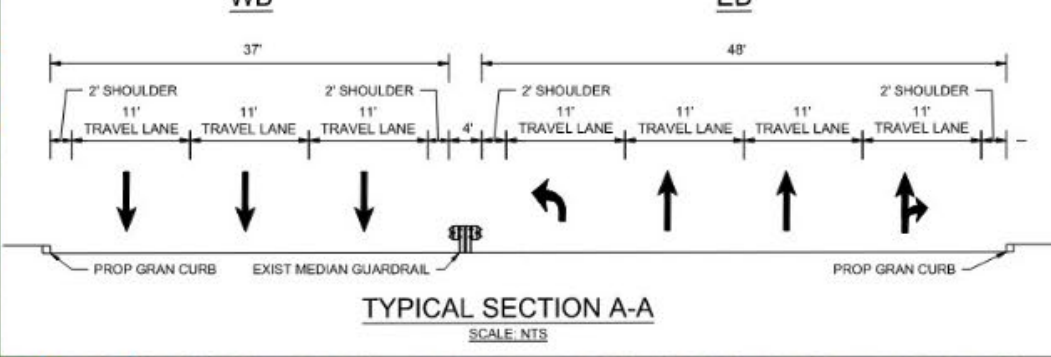 WB EB
37' 48'
2' SHOULDER 2' SHOULDER 2' SHOULDER 2' SHOULDER
11' 11' 11' 11' 11' 11' 11'
TRAVEL LANE TRAVEL LANE TRAVEL LANE 4' TRAVEL LANE TRAVEL LANE TRAVEL LANE TRAVEL LANE
PROP GRAN CURB EXIST MEDIAN GUARDRAIL PROP GRAN CURB
TYPICAL SECTION A-A
SCALE: NTS